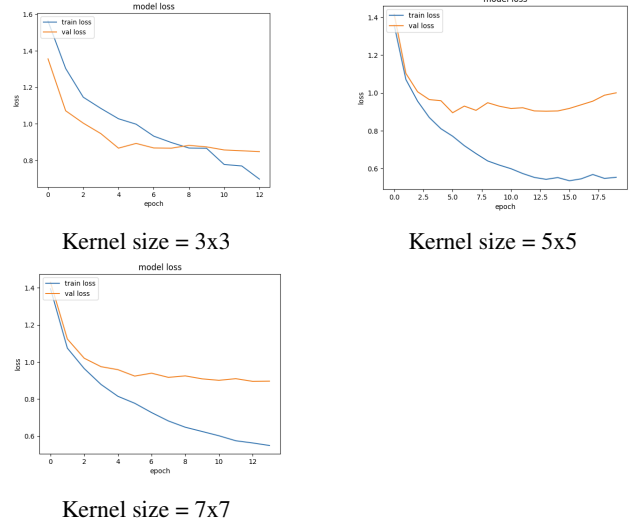 model loss
train loss
val loss
1.6
1.4
1.2
1.0
0.8
loss
0 2 4 6 8 10 12
epoch
Kernel size = 3x3
model loss
train loss
val loss
1.4
1.2
1.0
0.8
0.6
loss
0.0 2.5 5.0 7.5 10.0 12.5 15.0 17.5
epoch
Kernel size = 5x5
model loss
train loss
val loss
1.4
1.2
1.0
0.8
0.6
loss
0 2 4 6 8 10 12
epoch
Kernel size = 7x7